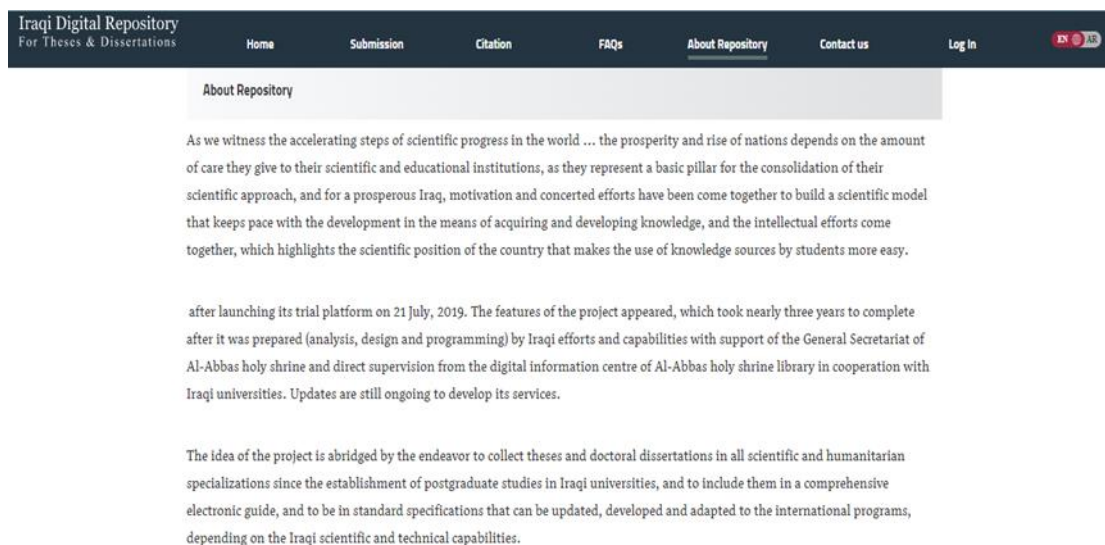 Iraqi Digital Repository
For Theses & Dissertations
Home Submission Citation FAQs About Repository Contact us Log In EN AR
About Repository
As we witness the accelerating steps of scientific progress in the world ... the prosperity and rise of nations depends on the amount
of care they give to their scientific and educational institutions, as they represent a basic pillar for the consolidation of their
scientific approach, and for a prosperous Iraq, motivation and concerted efforts have been come together to build a scientific model
that keeps pace with the development in the means of acquiring and developing knowledge, and the intellectual efforts come
together, which highlights the scientific position of the country that makes the use of knowledge sources by students more easy.
after launching its trial platform on 21 July, 2019. The features of the project appeared, which took nearly three years to complete
after it was prepared (analysis, design and programming) by Iraqi efforts and capabilities with support of the General Secretariat of
Al-Abbas holy shrine and direct supervision from the digital information centre of Al-Abbas holy shrine library in cooperation with
Iraqi universities. Updates are still ongoing to develop its services.
The idea of the project is abridged by the endeavor to collect theses and doctoral dissertations in all scientific and humanitarian
specializations since the establishment of postgraduate studies in Iraqi universities, and to include them in a comprehensive
electronic guide, and to be in standard specifications that can be updated, developed and adapted to the international programs,
depending on the Iraqi scientific and technical capabilities.